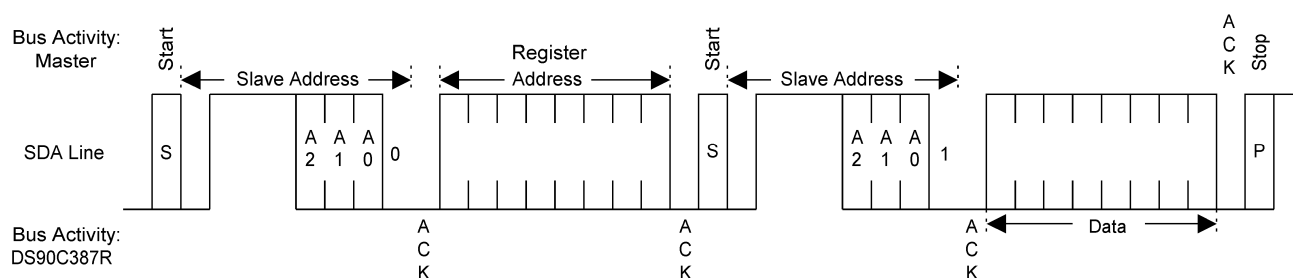 Bus Activity:
Master
Start
Slave Address
Register
Address
Start
Slave Address
A
C
K
Stop
SDA Line
S
A
2
A
1
A
0
0
S
A
2
A
1
A
0
1
P
Bus Activity:
DS90C387R
A
C
K
A
C
K
A
C
K
Data